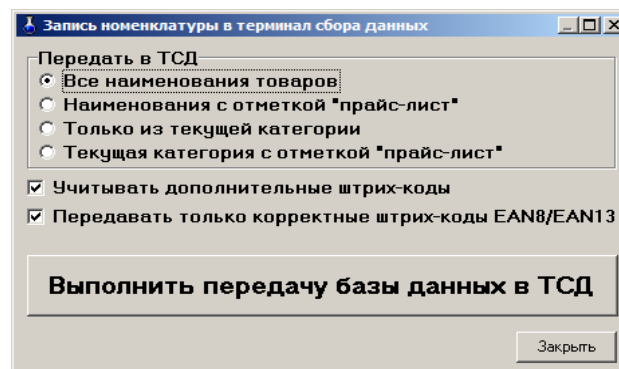 Запись номенклатуры в терминал сбора данных
Передать в ТСД
Все наименования товаров
Наименования с отметкой "прайс-лист"
Только из текущей категории
Текущая категория с отметкой "прайс-лист"
Учитывать дополнительные штрих-коды
Передавать только корректные штрих-коды EAN8/EAN13
Выполнить передачу базы данных в ТСД
Закрыть